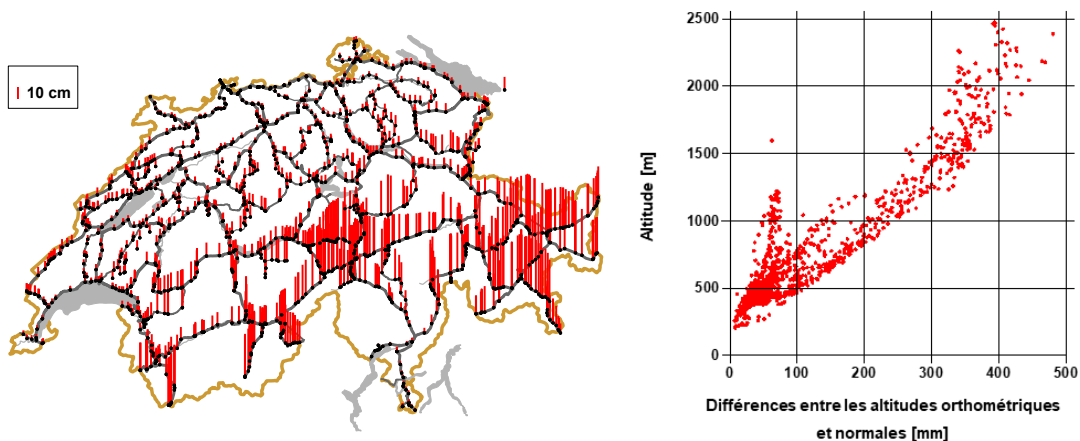 10 cm
2500
2000
1500
1000
500
0
Altitude [m]
0 100 200 300 400 500
Différences entre les altitudes orthométriques
et normales [mm]